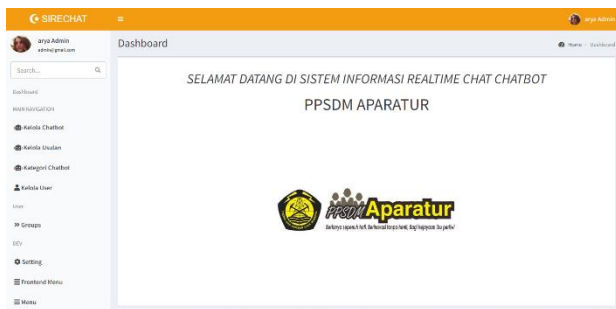 SIRECHAT
arya Admin
arya Admin
admin@gmail.com
Dashboard
Home - Dashboard
Search...
SELAMAT DATANG DI SISTEM INFORMASI REALTIME CHAT CHATBOT
PPSDM APARATUR
Dashboard
MAIN NAVIGATION
-Kelola Chatbot
-Kelola Usulan
-Kategori Chatbot
Kelola User
User
Groups
DEV
Setting
Frontend Menu
Menu
PPSDM Aparatur